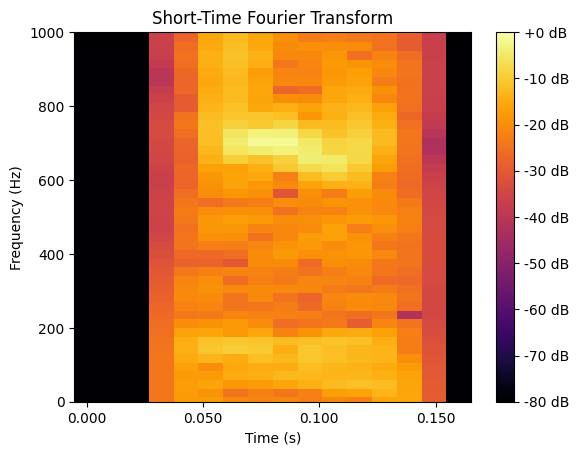 Short-Time Fourier Transform
1000
800
600
400
200
0
Frequency (Hz)
0.000
0.050
0.100
0.150
Time (s)
+0 dB
-10 dB
-20 dB
-30 dB
-40 dB
-50 dB
-60 dB
-70 dB
-80 dB